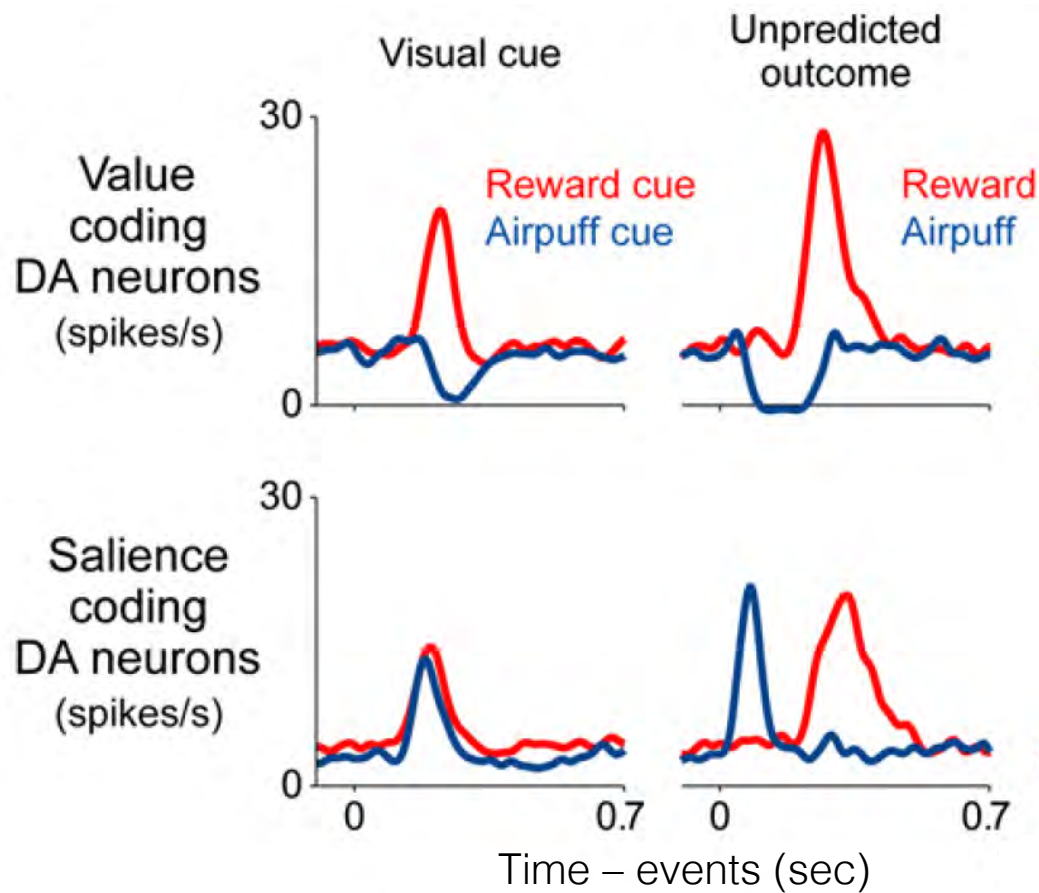 Visual cue
Unpredicted
outcome
Value
coding
DA neurons
(spikes/s)
30
0
Reward cue
Airpuff cue
Reward
Airpuff
Salience
coding
DA neurons
(spikes/s)
30
0
0
0.7
0
0.7
Time – events (sec)